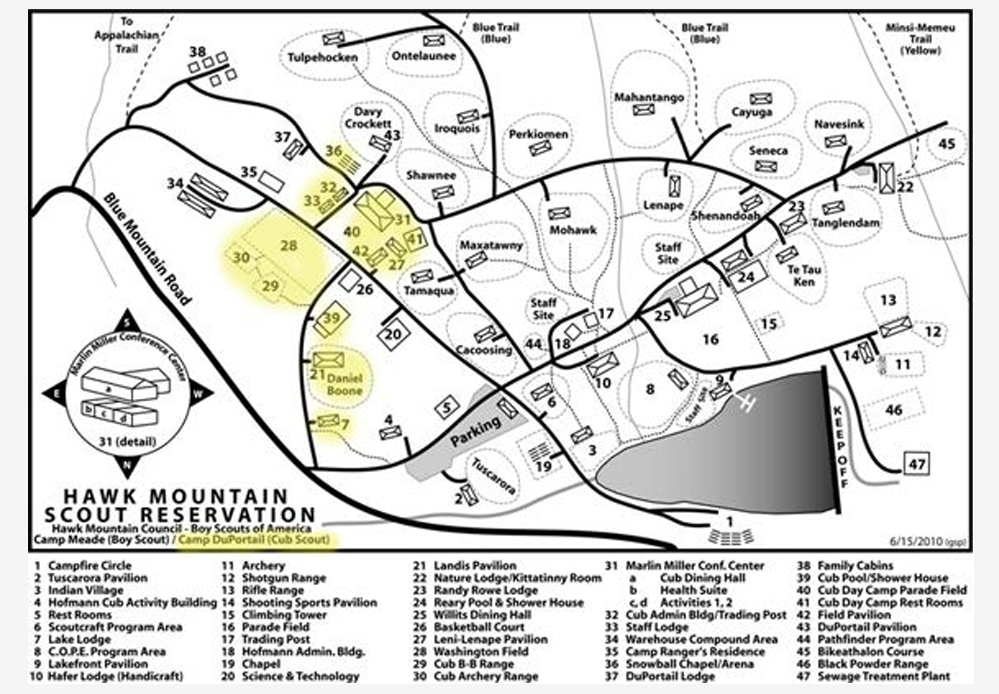 To
Appalachian
Trail
Blue Trail
(Blue)
Blue Trail
(Blue)
Minsi-Memeu
Trail
(Yellow)
38
Tulpehocken
Ontelaunee
Mahantango
Cayuga
Davy
Crockett
43
Iroquois
Perkiomen
Navesink
37
36
Seneca
45
34
35
Shawnee
32
33
Lenape
22
31
Shenandoah
23
40
41
Mohawk
Tanglendam
28
42
Maxatawny
Staff
Site
30
27
Te Tau
Ken
29
26
Tamaqua
24
Blue Mountain Road
Staff
Site
13
39
17
25
15
20
16
12
Cacoosing
44
18
14
11
S
Marlin Miller Conference Center
21
Daniel
Boone
10
8
9
a
6
Staff Site
E
W
b
c
d
5
46
31 (detail)
7
4
Parking
KEEP OFF
N
3
19
47
Tuscarora
2
HAWK MOUNTAIN
SCOUT RESERVATION
1
Hawk Mountain Council - Boy Scouts of America
Camp Meade (Boy Scout) / Camp DuPortail (Cub Scout)
6/15/2010 (gsp)
1 Campfire Circle
2 Tuscarora Pavilion
3 Indian Village
4 Hofmann Cub Activity Building
5 Rest Rooms
6 Scoutcraft Program Area
7 Lake Lodge
8 C.O.P.E. Program Area
9 Lakefront Pavilion
10 Hafer Lodge (Handicraft)
11 Archery
12 Shotgun Range
13 Rifle Range
14 Shooting Sports Pavilion
15 Climbing Tower
16 Parade Field
17 Trading Post
18 Hofmann Admin. Bldg.
19 Chapel
20 Science & Technology
21 Landis Pavilion
22 Nature Lodge/Kittatinny Room
23 Randy Rowe Lodge
24 Reary Pool & Shower House
25 Willits Dining Hall
26 Basketball Court
27 Leni-Lenape Pavilion
28 Washington Field
29 Cub B-B Range
30 Cub Archery Range
31 Marlin Miller Conf. Center
a Cub Dining Hall
b Health Suite
c, d Activities 1, 2
32 Cub Admin Bldg/Trading Post
33 Staff Lodge
34 Warehouse Compound Area
35 Camp Ranger's Residence
36 Snowball Chapel/Arena
37 DuPortail Lodge
38 Family Cabins
39 Cub Pool/Shower House
40 Cub Day Camp Parade Field
41 Cub Day Camp Rest Rooms
42 Field Pavilion
43 DuPortail Pavilion
44 Pathfinder Program Area
45 Bikeathalon Course
46 Black Powder Range
47 Sewage Treatment Plant